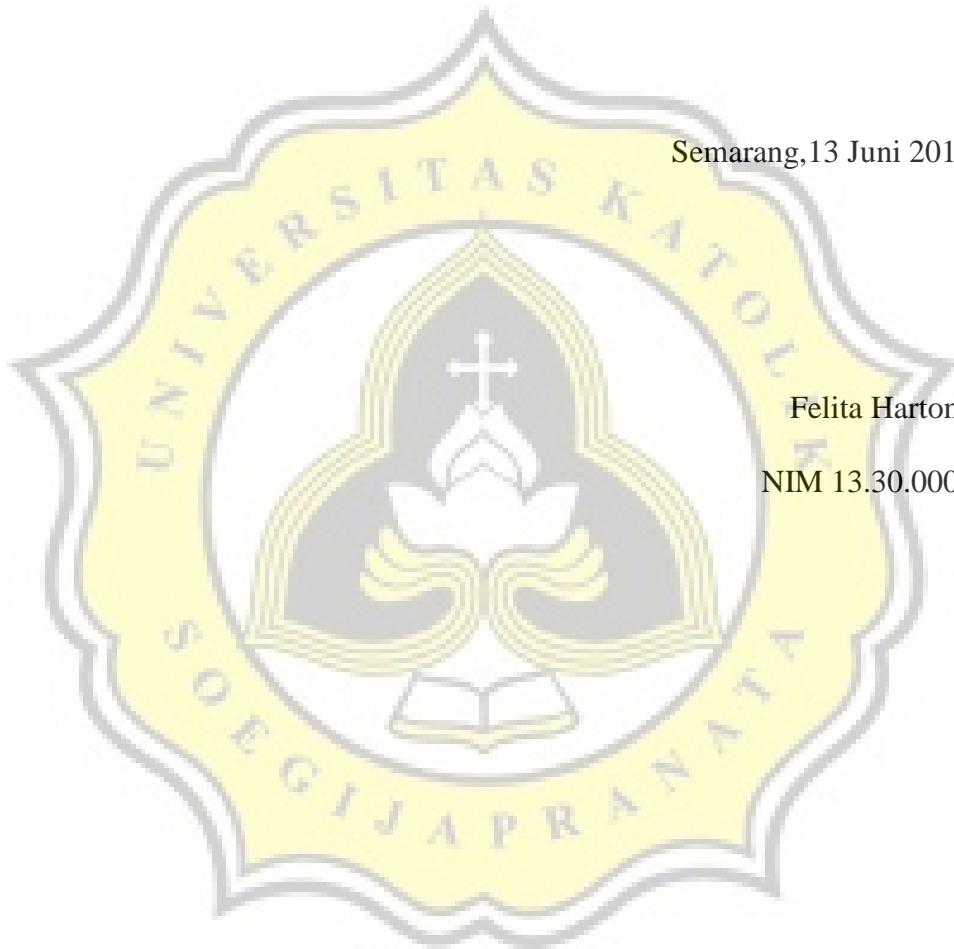 Semarang,13 Juni 201
UNIVERSITAS KATOLIK
Felita Harton
NIM 13.30.000
SOEGIJAPRANATA